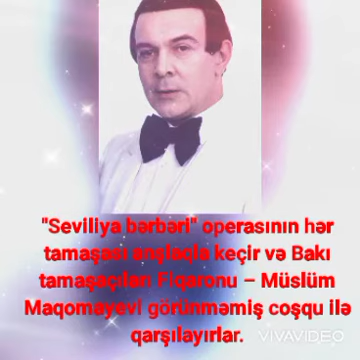 "Seviliya bərbəri" operasının hər
tamaşası anşlaqla keçir və Bakı
tamaşaçıları Fiqaronu – Müslüm
Maqomayevi görünməmiş coşqu ilə
qarşılayırlar.
VIVAVIDEO